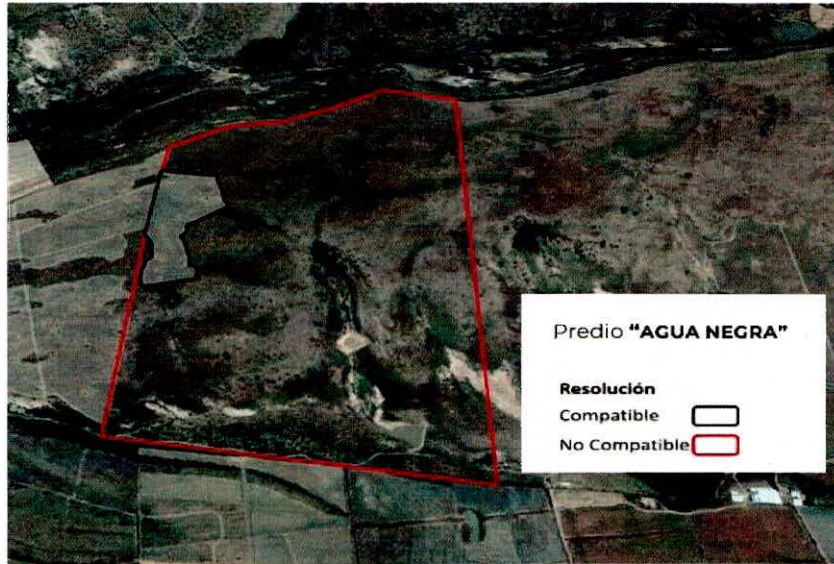 Predio "AGUA NEGRA"
Resolución
Compatible
No Compatible